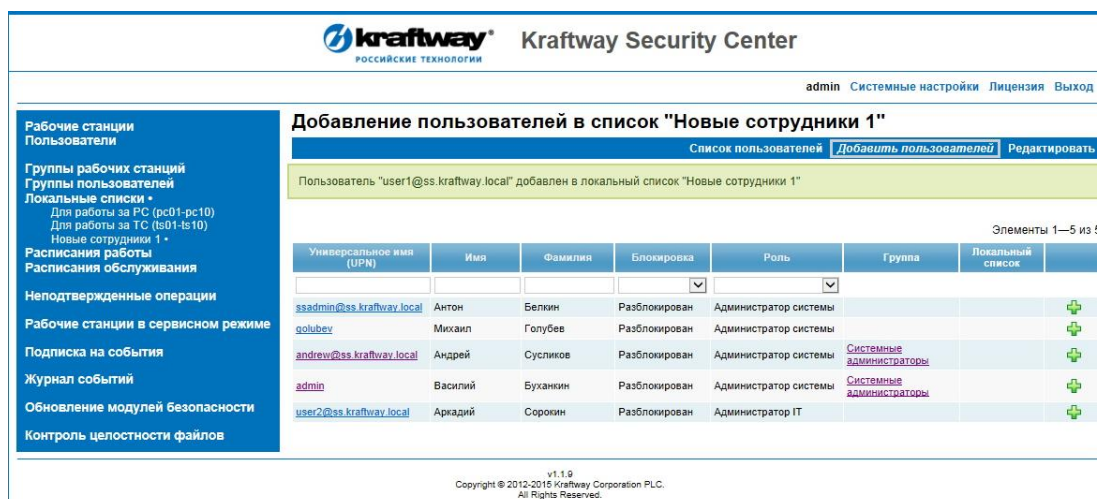 kraftway®
РОССИЙСКИЕ ТЕХНОЛОГИИ
Kraftway Security Center
admin Системные настройки Лицензия Выход
Рабочие станции
Пользователи
Группы рабочих станций
Группы пользователей
Локальные списки •
Для работы за PC (pc01-pc10)
Для работы за TC (ts01-ts10)
Новые сотрудники 1 •
Расписания работы
Расписания обслуживания
Неподтвержденные операции
Рабочие станции в сервисном режиме
Подписка на события
Журнал событий
Обновление модулей безопасности
Контроль целостности файлов
Добавление пользователей в список "Новые сотрудники 1"
Список пользователей Добавить пользователей Редактировать
Пользователь "user1@ss.kraftway.local" добавлен в локальный список "Новые сотрудники 1"
Элементы 1—5 из 5
Универсальное имя (UPN) Имя Фамилия Блокировка Роль Группа Локальный список
ssadmin@ss.kraftway.local Антон Белкин Разблокирован Администратор системы
golubev Михаил Голубев Разблокирован Администратор системы
andrew@ss.kraftway.local Андрей Сусликов Разблокирован Администратор системы Системные администраторы
admin Василий Буханкин Разблокирован Администратор системы Системные администраторы
user2@ss.kraftway.local Аркадий Сорокин Разблокирован Администратор IT
v1.1.9
Copyright © 2012-2015 Kraftway Corporation PLC.
All Rights Reserved.